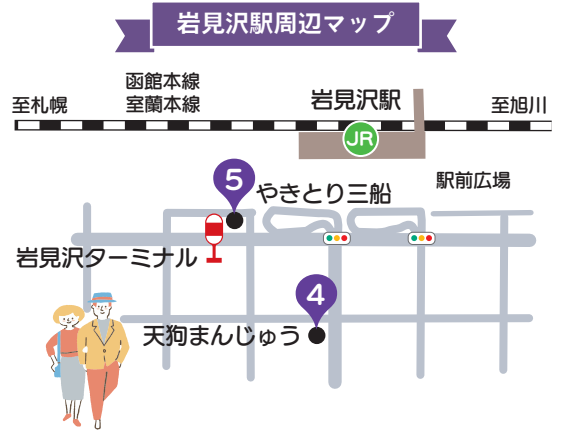 岩見沢駅周辺マップ
函館本線
室蘭本線
至札幌
岩見沢駅
至旭川
JR
駅前広場
5
やきとり三船
岩見沢ターミナル
4
天狗まんじゅう